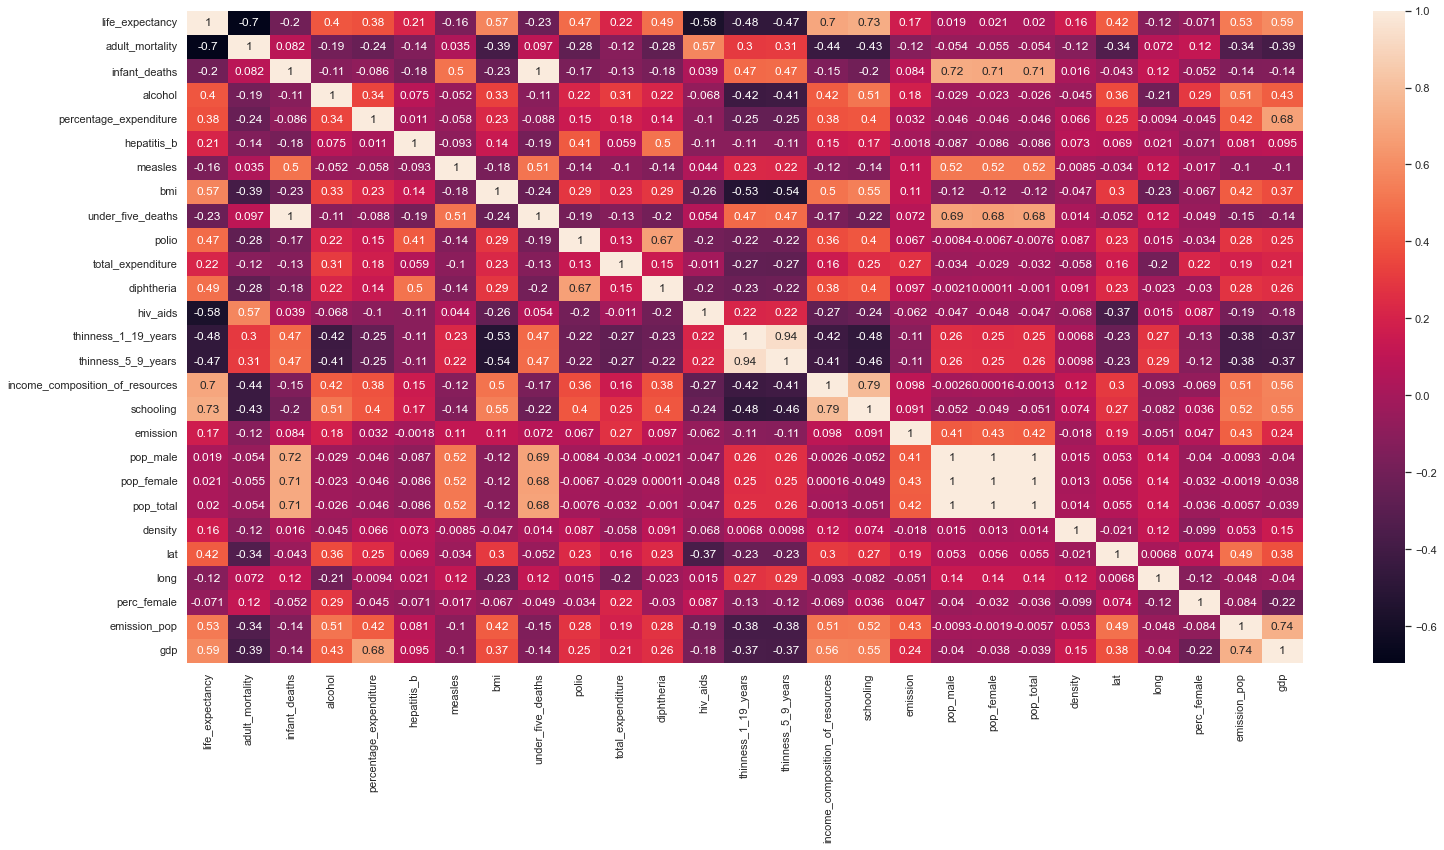 life_expectancy 1 -0.7 -0.2 0.4 0.38 0.21 -0.16 0.57 -0.23 0.47 0.22 0.49 -0.58 -0.48 -0.47 0.7 0.73 0.17 0.019 0.021 0.02 0.16 0.42 -0.12 -0.071 0.53 0.59 1.0
adult_mortality -0.7 1 0.082 -0.19 -0.24 -0.14 0.035 -0.39 0.097 -0.28 -0.12 -0.28 0.57 0.3 0.31 -0.44 -0.43 -0.12 -0.054 -0.055 -0.054 -0.12 -0.34 0.072 0.12 -0.34 -0.39
infant_deaths -0.2 0.082 1 -0.11 -0.086 -0.18 0.5 -0.23 1 -0.17 -0.13 -0.18 0.039 0.47 0.47 -0.15 -0.2 0.084 0.72 0.71 0.71 0.016 -0.043 0.12 -0.052 -0.14 -0.14
alcohol 0.4 -0.19 -0.11 1 0.34 0.075 -0.052 0.33 -0.11 0.22 0.31 0.22 -0.068 -0.42 -0.41 0.42 0.51 0.18 -0.029 -0.023 -0.026 -0.045 0.36 -0.21 0.29 0.51 0.43 0.8
percentage_expenditure 0.38 -0.24 -0.086 0.34 1 0.011 -0.058 0.23 -0.088 0.15 0.18 0.14 -0.1 -0.25 -0.25 0.38 0.4 0.032 -0.046 -0.046 -0.046 0.066 0.25 -0.0094 -0.045 0.42 0.68
hepatitis_b 0.21 -0.14 -0.18 0.075 0.011 1 -0.093 0.14 -0.19 0.41 0.059 0.5 -0.11 -0.11 -0.11 0.15 0.17 -0.0018 -0.087 -0.086 -0.086 0.073 0.069 0.021 -0.071 0.081 0.095
measles -0.16 0.035 0.5 -0.052 -0.058 -0.093 1 -0.18 0.51 -0.14 -0.1 -0.14 0.044 0.23 0.22 -0.12 -0.14 0.11 0.52 0.52 0.52 -0.0085 -0.034 0.12 -0.017 -0.1 -0.1 0.6
bmi 0.57 -0.39 -0.23 0.33 0.23 0.14 -0.18 1 -0.24 0.29 0.23 0.29 -0.26 -0.53 -0.54 0.5 0.55 0.11 -0.12 -0.12 -0.12 -0.047 0.3 -0.23 -0.067 0.42 0.37
under_five_deaths -0.23 0.097 1 -0.11 -0.088 -0.19 0.51 -0.24 1 -0.19 -0.13 -0.2 0.054 0.47 0.47 -0.17 -0.22 0.072 0.69 0.68 0.68 0.014 -0.052 0.12 -0.049 -0.15 -0.14
polio 0.47 -0.28 -0.17 0.22 0.15 0.41 -0.14 0.29 -0.19 1 0.13 0.67 -0.2 -0.22 -0.22 0.36 0.4 0.067 -0.0084 -0.0067 -0.0076 0.087 0.23 0.015 -0.034 0.28 0.25 0.4
total_expenditure 0.22 -0.12 -0.13 0.31 0.18 0.059 -0.1 0.23 -0.13 0.13 1 0.15 -0.011 -0.27 -0.27 0.16 0.25 0.27 -0.034 -0.029 -0.032 -0.058 0.16 -0.2 0.22 0.19 0.21
diphtheria 0.49 -0.28 -0.18 0.22 0.14 0.5 -0.14 0.29 -0.2 0.67 0.15 1 -0.2 -0.23 -0.22 0.38 0.4 0.097 -0.0021 0.00011 -0.001 0.091 0.23 -0.023 -0.03 0.28 0.26
hiv_aids -0.58 0.57 0.039 -0.068 -0.1 -0.11 0.044 -0.26 0.054 -0.2 -0.011 -0.2 1 0.22 0.22 -0.27 -0.24 -0.062 -0.047 -0.048 -0.047 -0.068 -0.37 0.015 0.087 -0.19 -0.18 0.2
thinness_1_19_years -0.48 0.3 0.47 -0.42 -0.25 -0.11 0.23 -0.53 0.47 -0.22 -0.27 -0.23 0.22 1 0.94 -0.42 -0.48 -0.11 0.26 0.25 0.25 0.0068 -0.23 0.27 -0.13 -0.38 -0.37
thinness_5_9_years -0.47 0.31 0.47 -0.41 -0.25 -0.11 0.22 -0.54 0.47 -0.22 -0.27 -0.22 0.22 0.94 1 -0.41 -0.46 -0.11 0.26 0.25 0.26 0.0098 -0.23 0.29 -0.12 -0.38 -0.37
income_composition_of_resources 0.7 -0.44 -0.15 0.42 0.38 0.15 -0.12 0.5 -0.17 0.36 0.16 0.38 -0.27 -0.42 -0.41 1 0.79 0.098 -0.0026 0.00016 -0.0013 0.12 0.3 -0.093 -0.069 0.51 0.56 0.0
schooling 0.73 -0.43 -0.2 0.51 0.4 0.17 -0.14 0.55 -0.22 0.4 0.25 0.4 -0.24 -0.48 -0.46 0.79 1 0.091 -0.052 -0.049 -0.051 0.074 0.27 -0.082 0.036 0.52 0.55
emission 0.17 -0.12 0.084 0.18 0.032 -0.0018 0.11 0.11 0.072 0.067 0.27 0.097 -0.062 -0.11 -0.11 0.098 0.091 1 0.41 0.43 0.42 -0.018 0.19 -0.051 0.047 0.43 0.24
pop_male 0.019 -0.054 0.72 -0.029 -0.046 -0.087 0.52 -0.12 0.69 -0.0084 -0.034 -0.0021 -0.047 0.26 0.26 -0.0026 -0.052 0.41 1 1 1 0.015 0.053 0.14 -0.04 -0.0093 -0.04
pop_female 0.021 -0.055 0.71 -0.023 -0.046 -0.086 0.52 -0.12 0.68 -0.0067 -0.029 0.00011 -0.048 0.25 0.25 0.00016 -0.049 0.43 1 1 1 0.013 0.056 0.14 -0.032 -0.0019 -0.038 -0.2
pop_total 0.02 -0.054 0.71 -0.026 -0.046 -0.086 0.52 -0.12 0.68 -0.0076 -0.032 -0.001 -0.047 0.25 0.26 -0.0013 -0.051 0.42 1 1 1 0.014 0.055 0.14 -0.036 -0.0057 -0.039
density 0.16 -0.12 0.016 -0.045 0.066 0.073 -0.0085 -0.047 0.014 0.087 -0.058 0.091 -0.068 0.0068 0.0098 0.12 0.074 -0.018 0.015 0.013 0.014 1 -0.021 0.12 -0.099 0.053 0.15
lat 0.42 -0.34 -0.043 0.36 0.25 0.069 -0.034 0.3 -0.052 0.23 0.16 0.23 -0.37 -0.23 -0.23 0.3 0.27 0.19 0.053 0.056 0.055 -0.021 1 0.0068 0.074 0.49 0.38 -0.4
long -0.12 0.072 0.12 -0.21 -0.0094 0.021 0.12 -0.23 0.12 0.015 -0.2 -0.023 0.015 0.27 0.29 -0.093 -0.082 -0.051 0.14 0.14 0.14 0.12 0.0068 1 -0.12 -0.048 -0.04
perc_female -0.071 0.12 -0.052 0.29 -0.045 -0.071 -0.017 -0.067 -0.049 -0.034 0.22 -0.03 0.087 -0.13 -0.12 -0.069 0.036 0.047 -0.04 -0.032 -0.036 -0.099 0.074 -0.12 1 -0.084 -0.22
emission_pop 0.53 -0.34 -0.14 0.51 0.42 0.081 -0.1 0.42 -0.15 0.28 0.19 0.28 -0.19 -0.38 -0.38 0.51 0.52 0.43 -0.0093 -0.0019 -0.0057 0.053 0.49 -0.048 -0.084 1 0.74 -0.6
gdp 0.59 -0.39 -0.14 0.43 0.68 0.095 -0.1 0.37 -0.14 0.25 0.21 0.26 -0.18 -0.37 -0.37 0.56 0.55 0.24 -0.04 -0.038 -0.039 0.15 0.38 -0.04 -0.22 0.74 1
life_expectancy
adult_mortality
infant_deaths
alcohol
percentage_expenditure
hepatitis_b
measles
bmi
under_five_deaths
polio
total_expenditure
diphtheria
hiv_aids
thinness_1_19_years
thinness_5_9_years
income_composition_of_resources
schooling
emission
pop_male
pop_female
pop_total
density
lat
long
perc_female
emission_pop
gdp